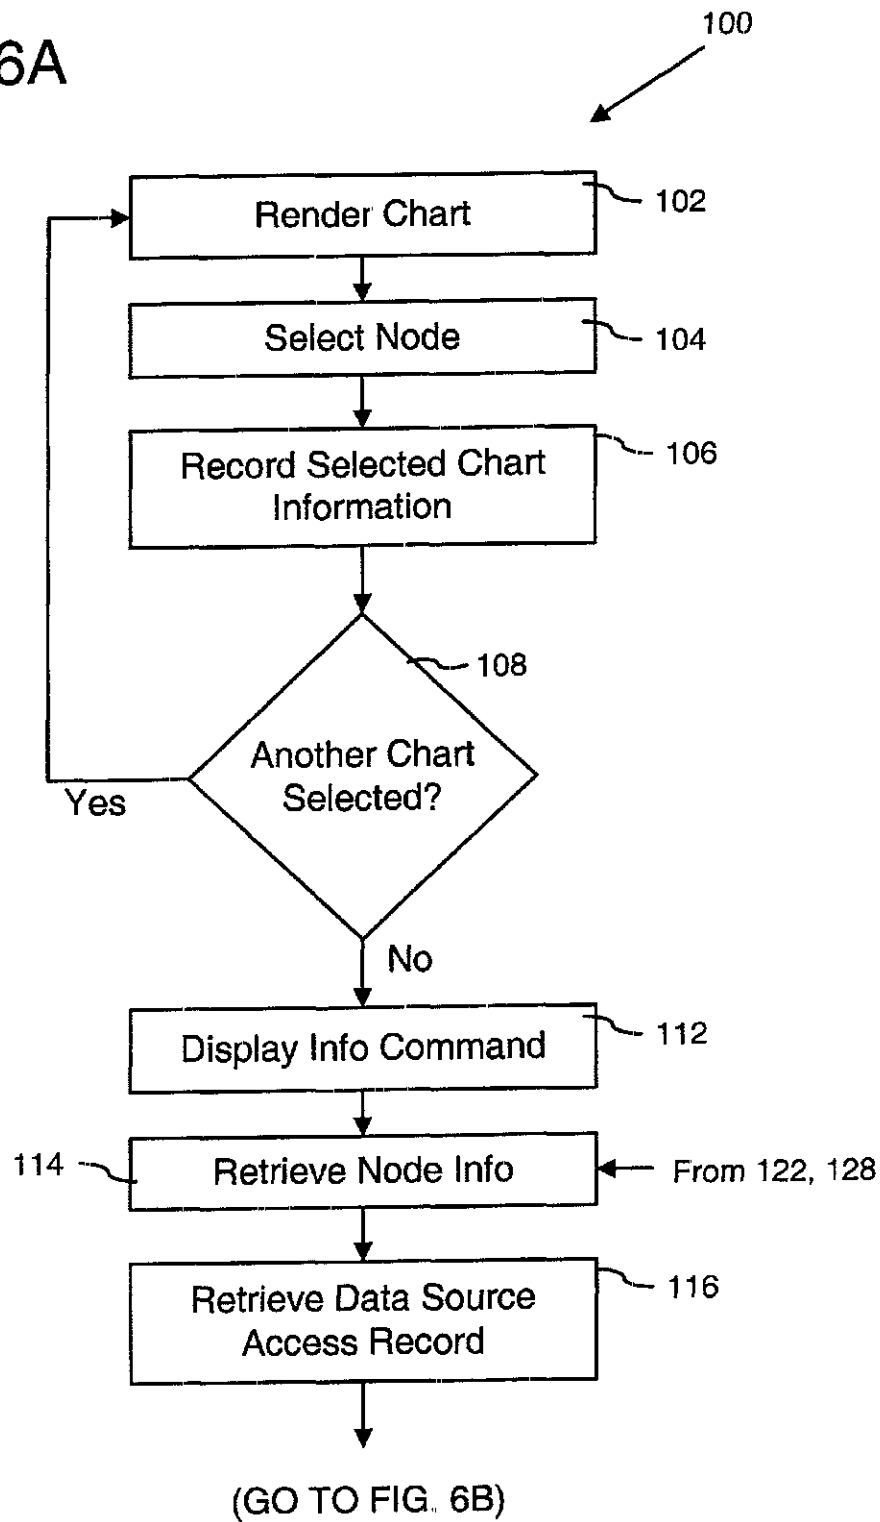 6A
100
Render Chart
102
Select Node
104
Record Selected Chart
Information
106
108
Another Chart
Selected?
Yes
No
Display Info Command
112
114
Retrieve Node Info
From 122, 128
Retrieve Data Source
Access Record
116
(GO TO FIG. 6B)